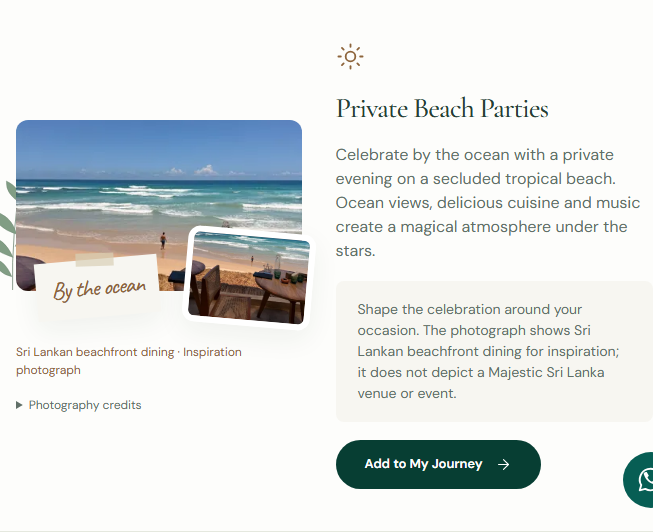 Private Beach Parties
Celebrate by the ocean with a private
evening on a secluded tropical beach.
Ocean views, delicious cuisine and music
create a magical atmosphere under the
stars.
By the ocean
Sri Lankan beachfront dining · Inspiration
photograph
Photography credits
Shape the celebration around your
occasion. The photograph shows Sri
Lankan beachfront dining for inspiration;
it does not depict a Majestic Sri Lanka
venue or event.
Add to My Journey